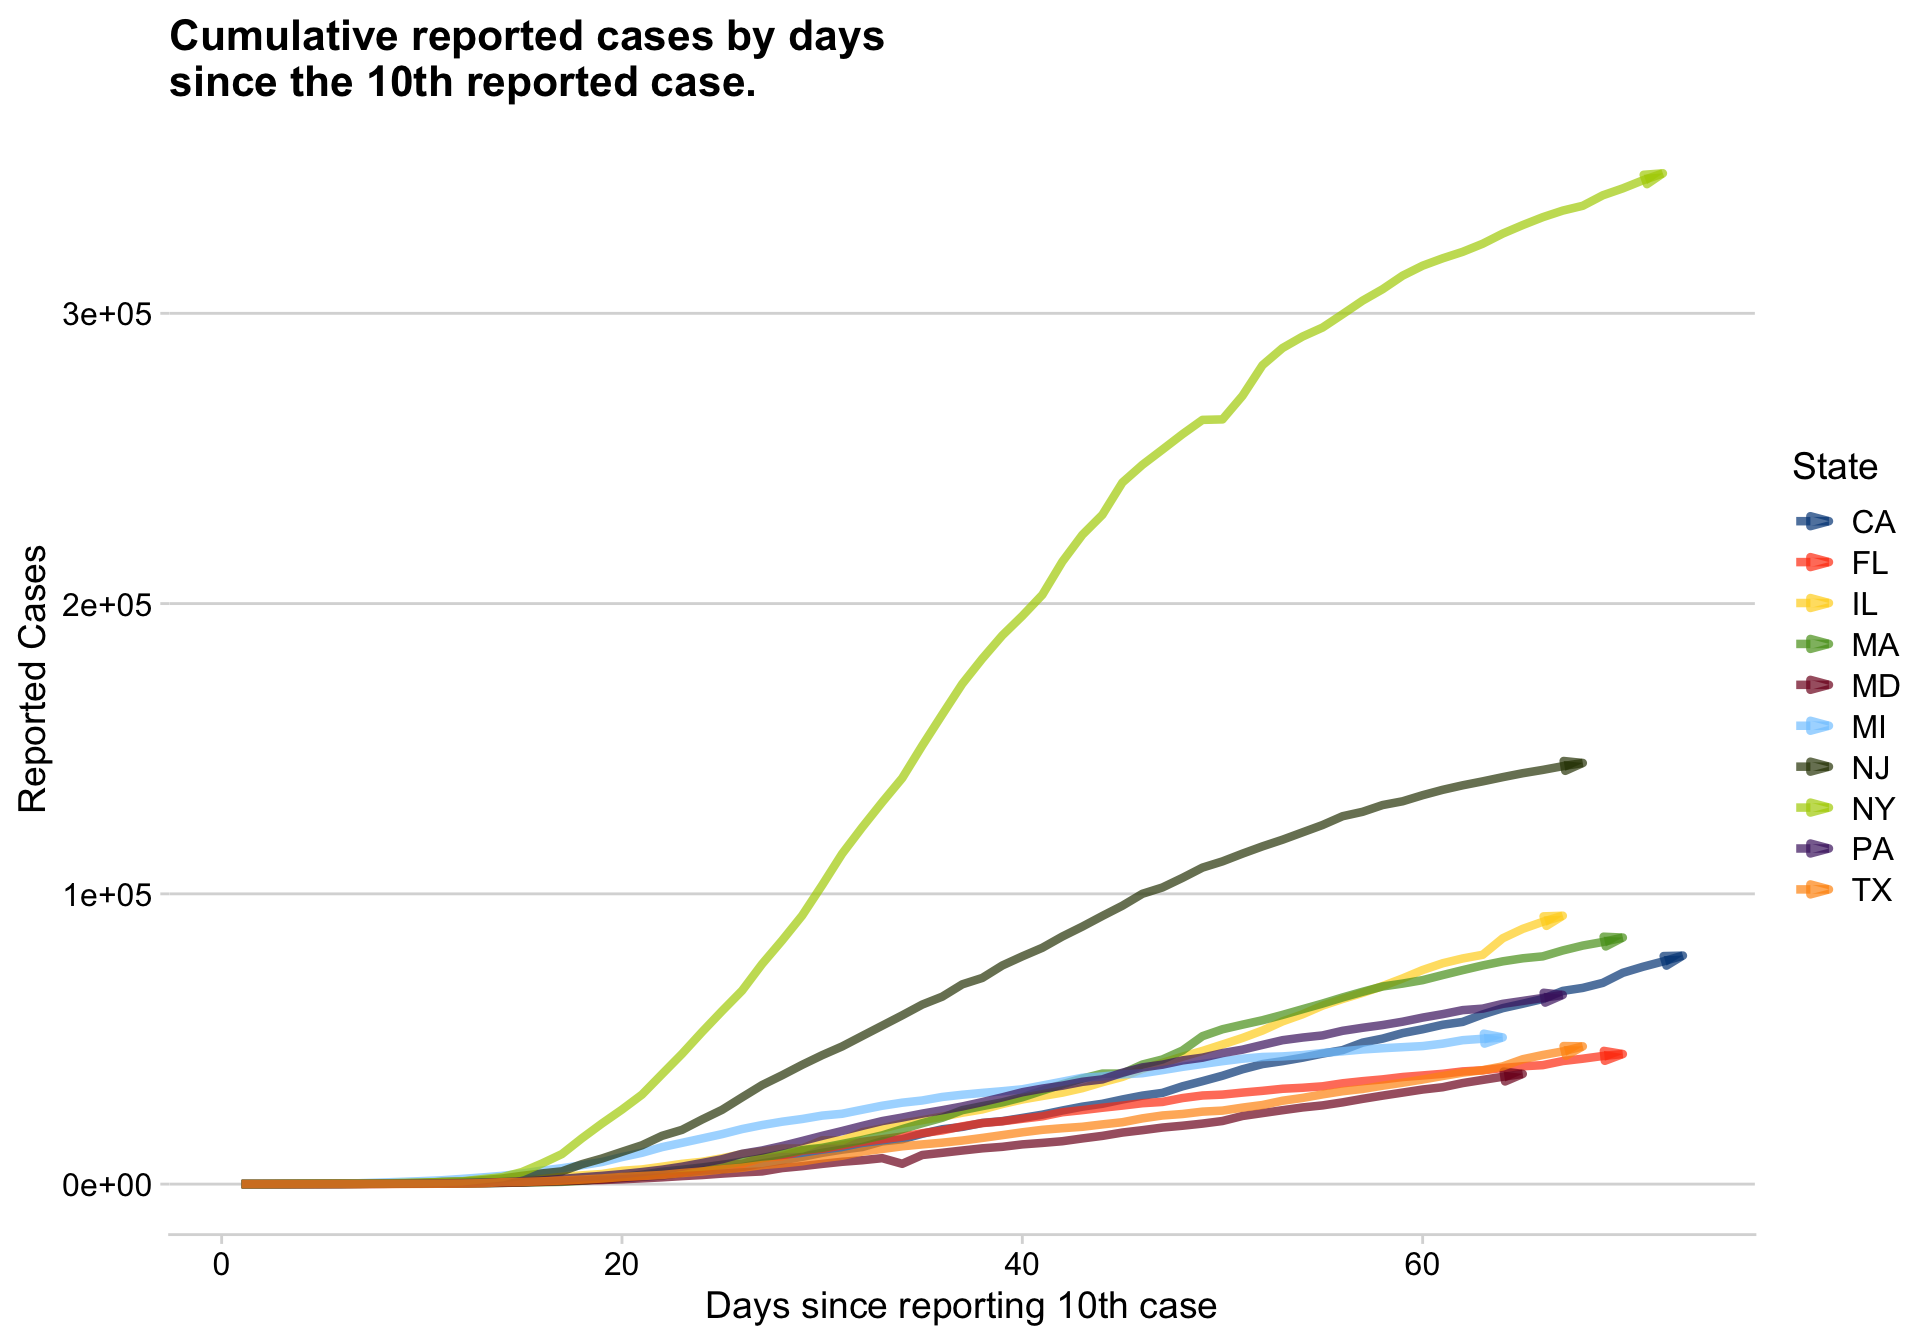 Cumulative reported cases by days
since the 10th reported case.
Reported Cases
3e+05
2e+05
1e+05
0e+00
0
20
40
60
Days since reporting 10th case
State
CA
FL
IL
MA
MD
MI
NJ
NY
PA
TX